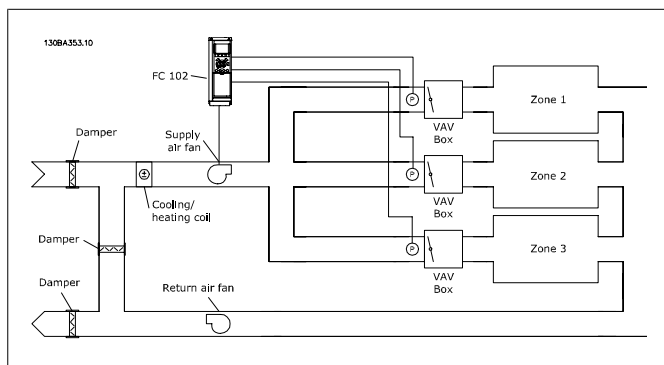 130BA353.10
FC 102
Damper
Supply
air fan
Cooling/
heating coil
Damper
Damper
Return air fan
P
VAV
Box
Zone 1
P
VAV
Box
Zone 2
P
VAV
Box
Zone 3